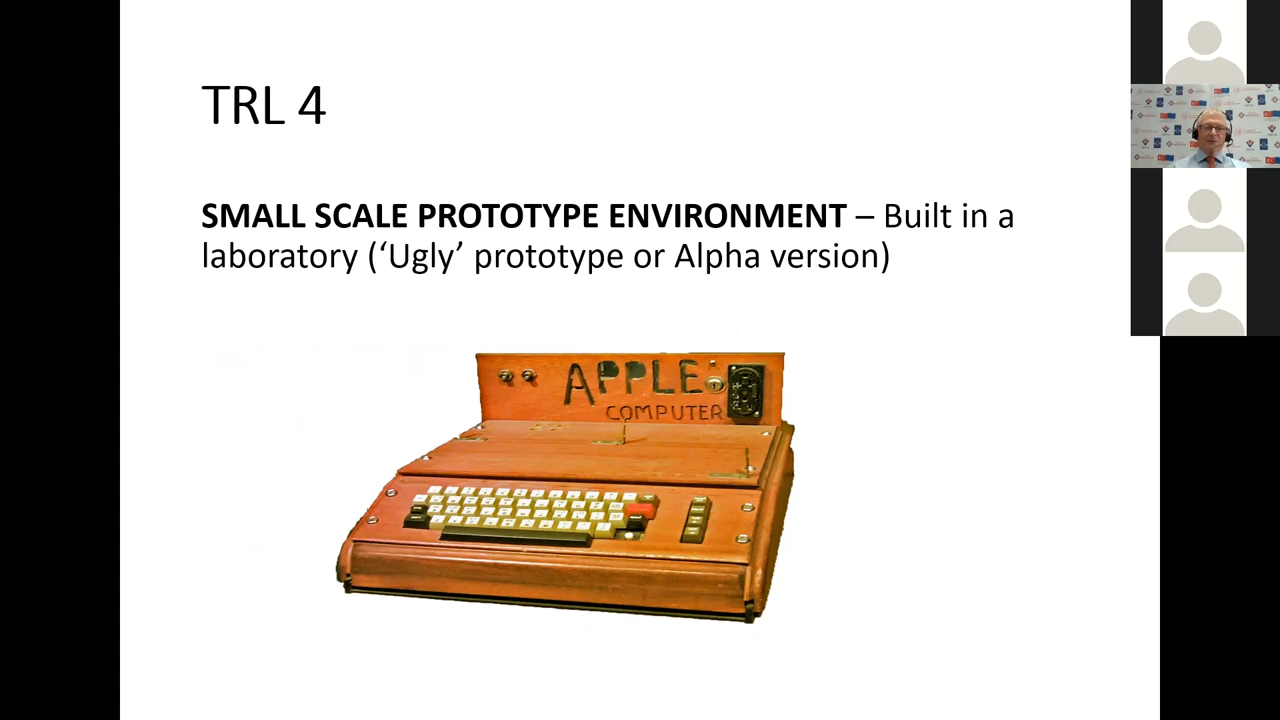 TRL 4
SMALL SCALE PROTOTYPE ENVIRONMENT – Built in a
laboratory (‘Ugly’ prototype or Alpha version)
APPLE
COMPUTER